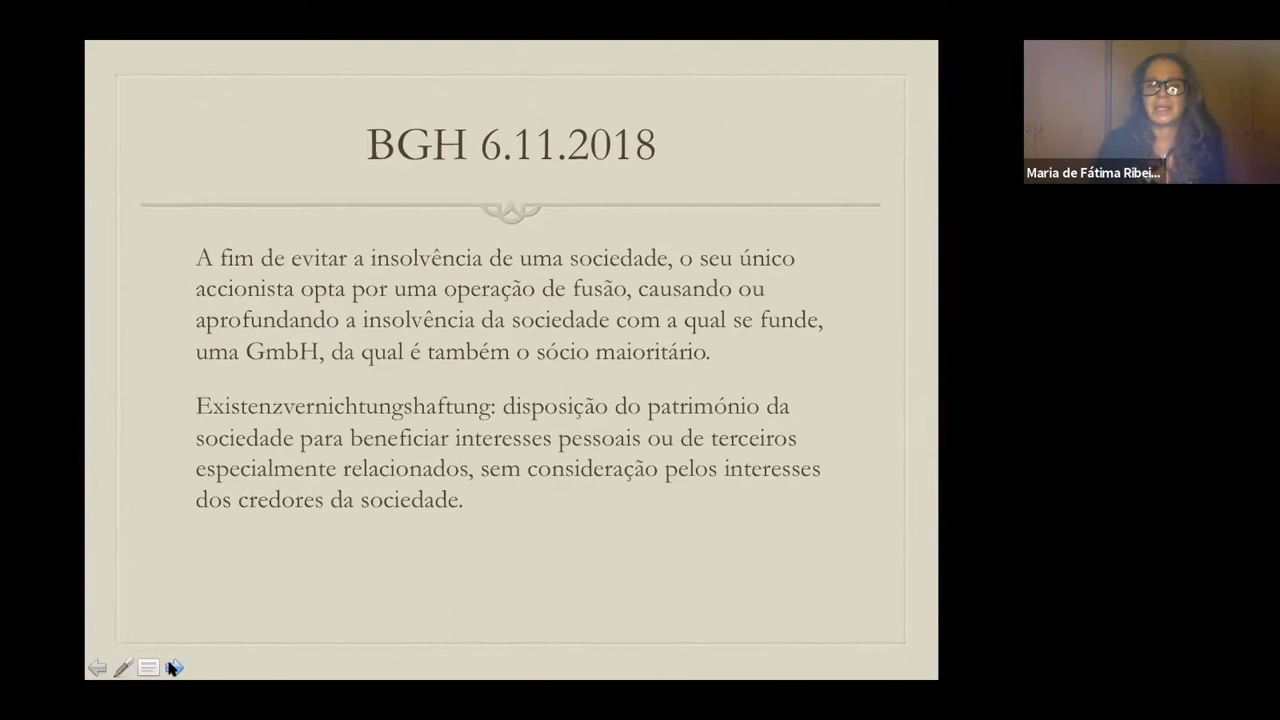 BGH 6.11.2018
A fim de evitar a insolvência de uma sociedade, o seu único
accionista opta por uma operação de fusão, causando ou
aprofundando a insolvência da sociedade com a qual se funde,
uma GmbH, da qual é também o sócio maioritário.
Existenzvernichtungshaftung: disposição do património da
sociedade para beneficiar interesses pessoais ou de terceiros
especialmente relacionados, sem consideração pelos interesses
dos credores da sociedade.
Maria de Fátima Ribei...